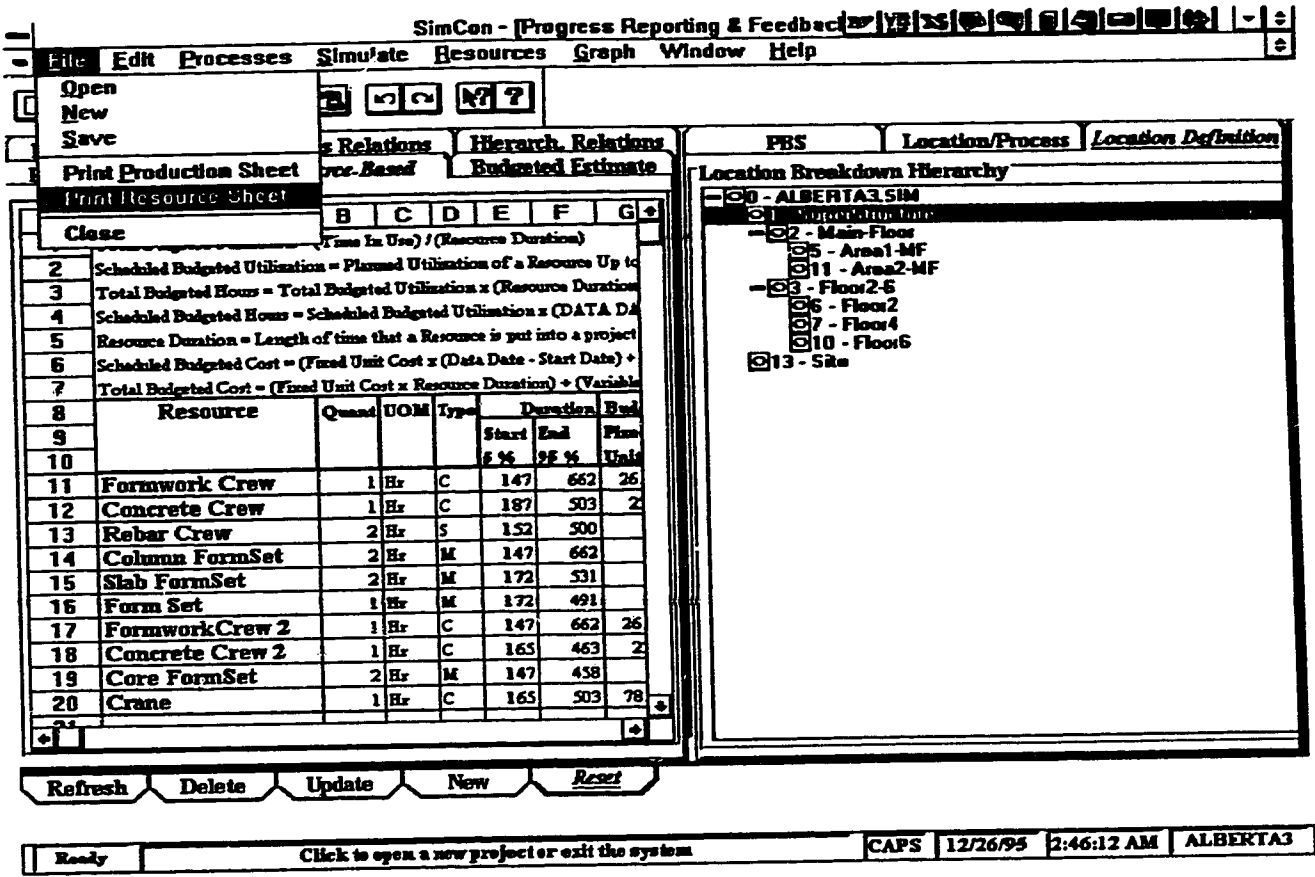 SimCon - [Progress Reporting & Feedbac
File Edit Processes Simulate Resources Graph Window Help
Open
New
Save
Print Production Sheet
Print Resource Sheet
Close
s Relations Hierarch. Relations
rce-Based Budgeted Estimate
PBS Location/Process Location Definition
B C D E F G
(Time In Use) / (Resource Duration)
2 Scheduled Budgeted Utilization = Planned Utilization of a Resource Up to
3 Total Budgeted Hours = Total Budgeted Utilization x (Resource Duration
4 Scheduled Budgeted Hours = Scheduled Budgeted Utilization x (DATA DA
5 Resource Duration = Length of time that a Resource is put into a project
6 Scheduled Budgeted Cost = (Fixed Unit Cost x (Data Date - Start Date) +
7 Total Budgeted Cost = (Fixed Unit Cost x Resource Duration) + (Variable
8 Resource Quant UOM Type Duration Bud
9 Start End Fixe
10 5 % 95 % Unit
11 Formwork Crew 1 Hr C 147 662 26
12 Concrete Crew 1 Hr C 187 503 2
13 Rebar Crew 2 Hr S 152 500
14 Column FormSet 2 Hr M 147 662
15 Slab FormSet 2 Hr M 172 531
16 Form Set 1 Hr M 172 491
17 FormworkCrew 2 1 Hr C 147 662 26
18 Concrete Crew 2 1 Hr C 165 463 2
19 Core FormSet 2 Hr M 147 458
20 Crane 1 Hr C 165 503 78
Location Breakdown Hierarchy
0 - ALBERTA3.SIM
1 - Superstructure
2 - Main-Floor
5 - Area1-MF
11 - Area2-MF
3 - Floor2-6
6 - Floor2
7 - Floor4
10 - Floor6
13 - Site
Refresh Delete Update New Reset
Ready Click to open a new project or exit the system CAPS 12/26/95 2:46:12 AM ALBERTA3